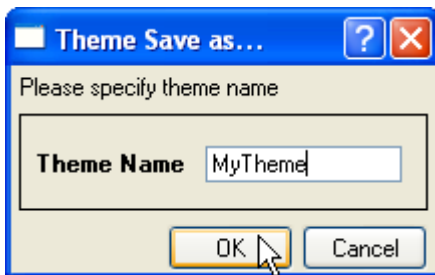 Theme Save as...
?
Please specify theme name
Theme Name MyTheme
OK Cancel